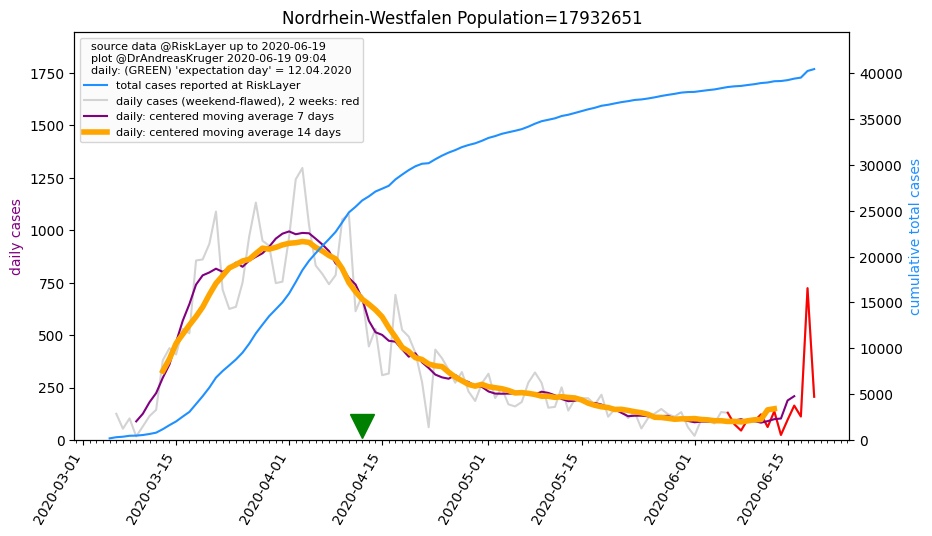 Nordrhein-Westfalen Population=17932651
source data @RiskLayer up to 2020-06-19
plot @DrAndreasKruger 2020-06-19 09:04
daily: (GREEN) 'expectation day' = 12.04.2020
total cases reported at RiskLayer
daily cases (weekend-flawed), 2 weeks: red
daily: centered moving average 7 days
daily: centered moving average 14 days
daily cases
1750
1500
1250
1000
750
500
250
0
cumulative total cases
40000
35000
30000
25000
20000
15000
10000
5000
0
2020-03-01
2020-03-15
2020-04-01
2020-04-15
2020-05-01
2020-05-15
2020-06-01
2020-06-15